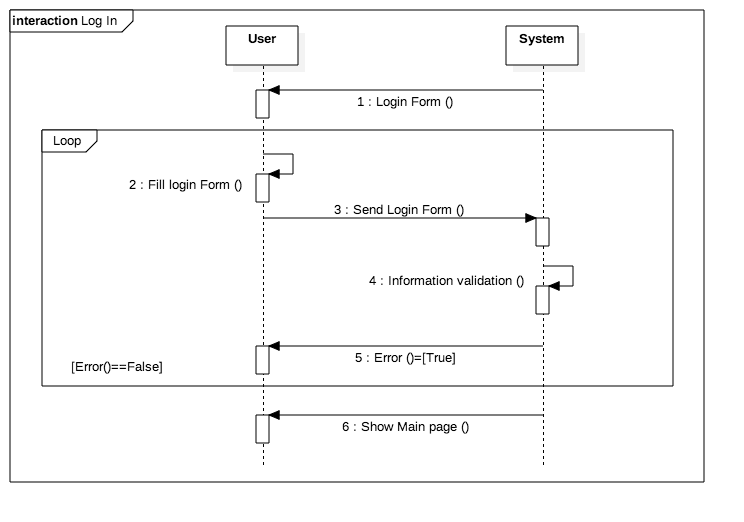 interaction Log In
User
System
1 : Login Form ()
Loop
2 : Fill login Form ()
3 : Send Login Form ()
4 : Information validation ()
5 : Error ()=[True]
[Error()==False]
6 : Show Main page ()